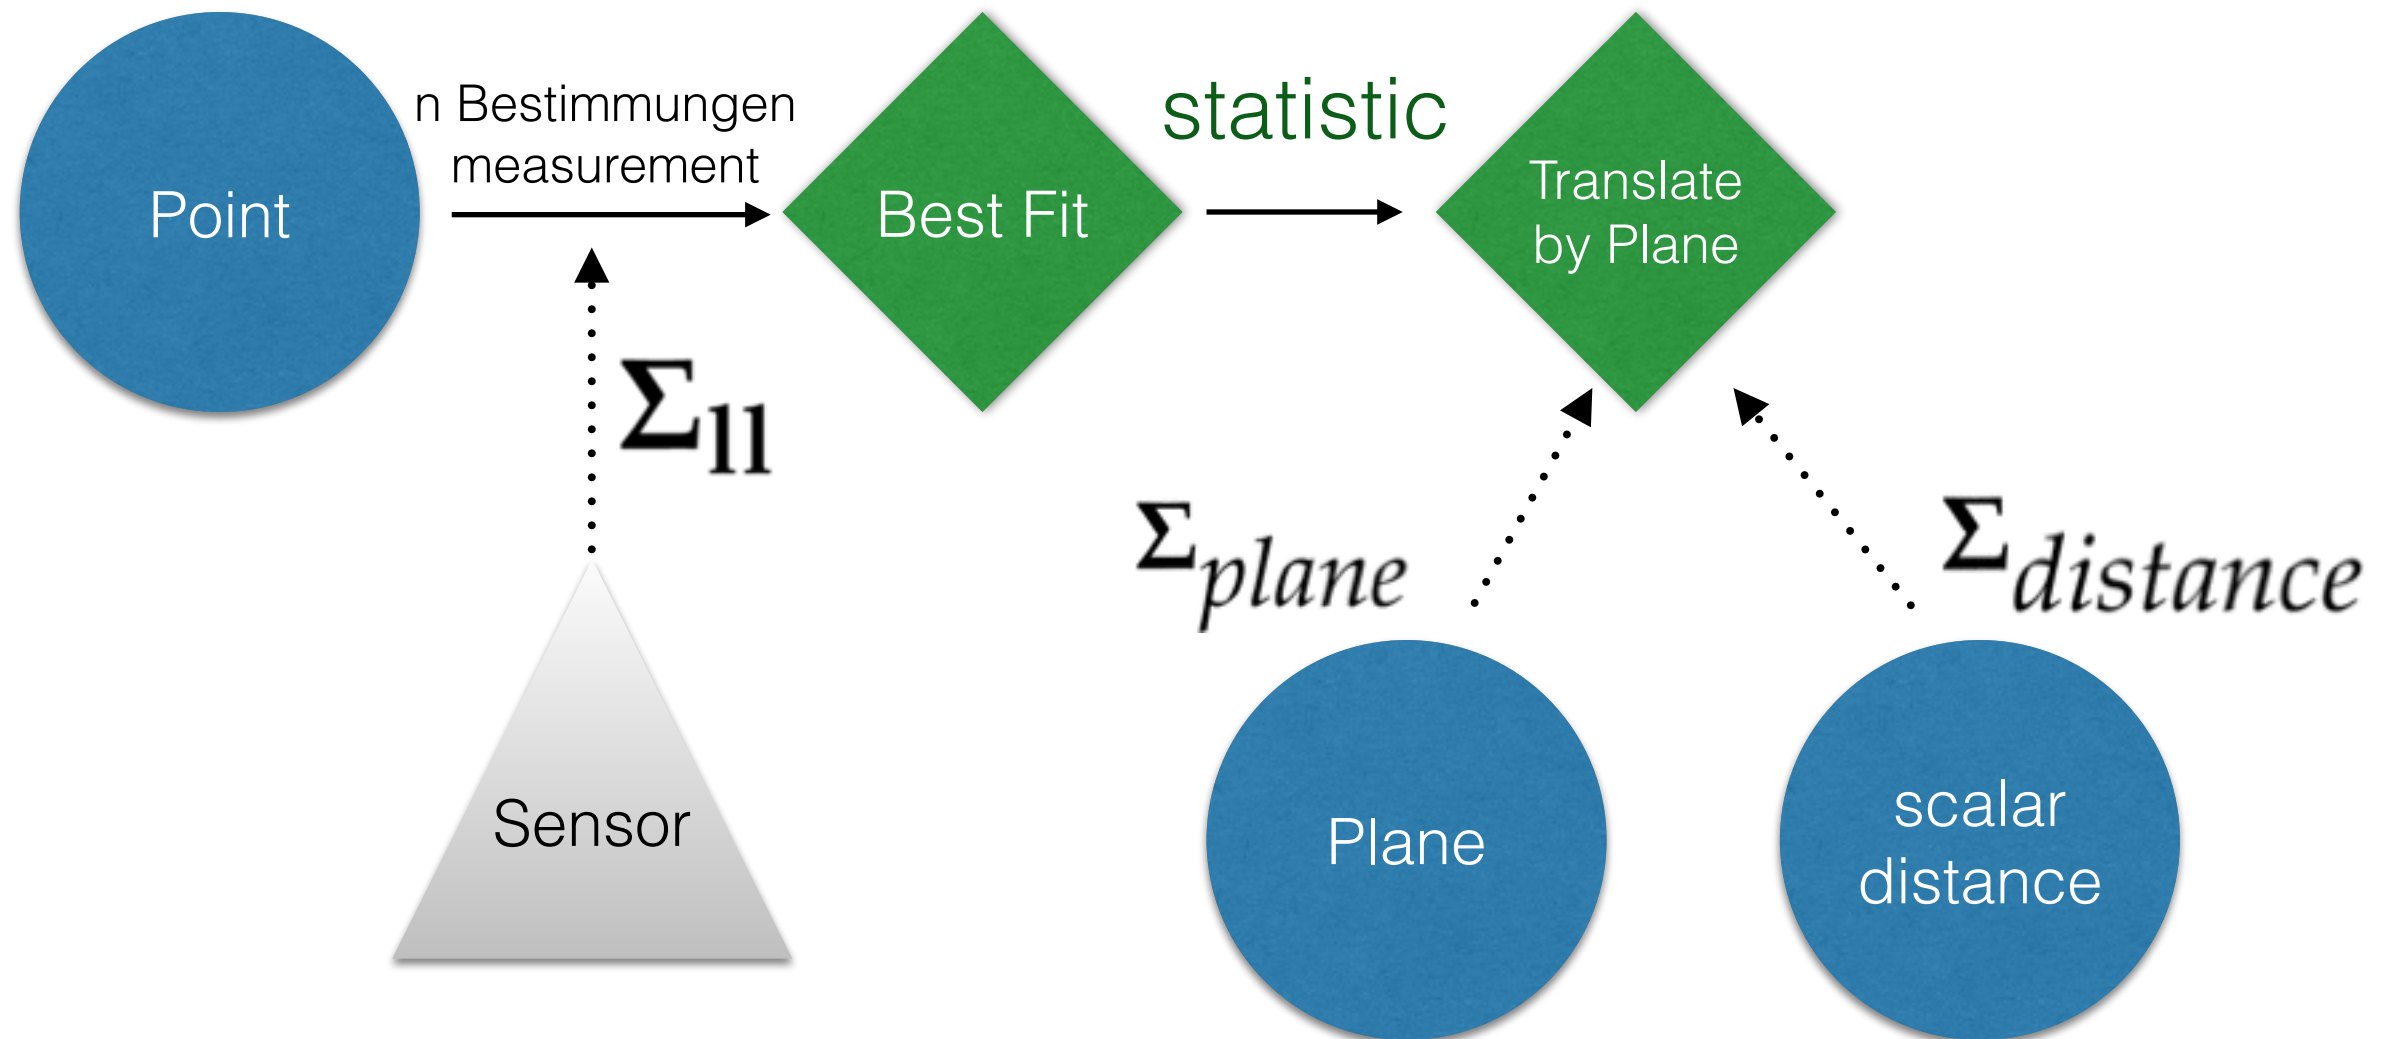 Point
n Bestimmungen
measurement
Best Fit
statistic
Translate
by Plane
Σll
Σplane
Σdistance
Sensor
Plane
scalar
distance